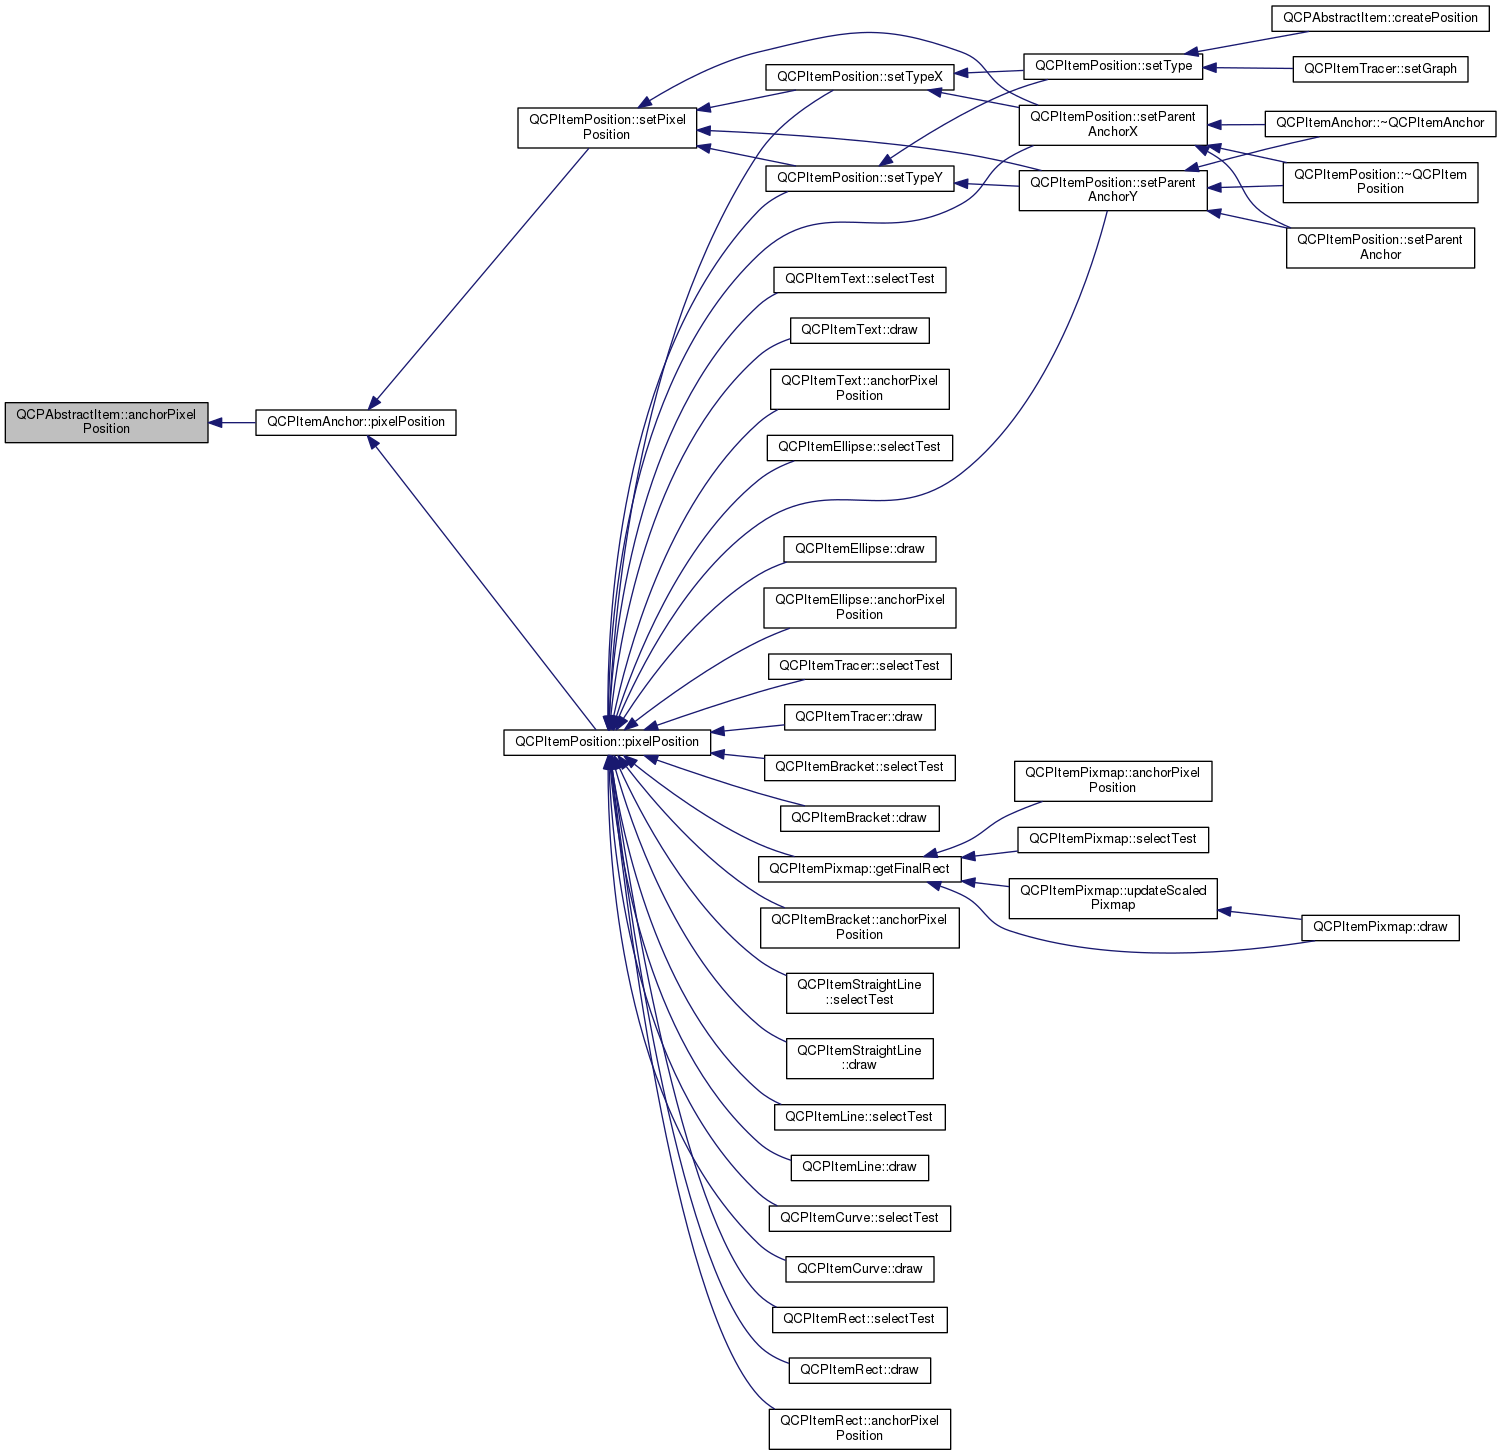 QCPAbstractItem::anchorPixel
Position
QCPItemAnchor::pixelPosition
QCPItemPosition::setPixel
Position
QCPItemPosition::pixelPosition
QCPItemPosition::setTypeX
QCPItemPosition::setTypeY
QCPItemText::selectTest
QCPItemText::draw
QCPItemText::anchorPixel
Position
QCPItemEllipse::selectTest
QCPItemEllipse::draw
QCPItemEllipse::anchorPixel
Position
QCPItemTracer::selectTest
QCPItemTracer::draw
QCPItemBracket::selectTest
QCPItemBracket::draw
QCPItemPixmap::getFinalRect
QCPItemBracket::anchorPixel
Position
QCPItemStraightLine
::selectTest
QCPItemStraightLine
::draw
QCPItemLine::selectTest
QCPItemLine::draw
QCPItemCurve::selectTest
QCPItemCurve::draw
QCPItemRect::selectTest
QCPItemRect::draw
QCPItemRect::anchorPixel
Position
QCPItemPosition::setType
QCPItemPosition::setParent
AnchorX
QCPItemPosition::setParent
AnchorY
QCPItemPixmap::anchorPixel
Position
QCPItemPixmap::selectTest
QCPItemPixmap::updateScaled
Pixmap
QCPAbstractItem::createPosition
QCPItemTracer::setGraph
QCPItemAnchor::~QCPItemAnchor
QCPItemPosition::~QCPItem
Position
QCPItemPosition::setParent
Anchor
QCPItemPixmap::draw